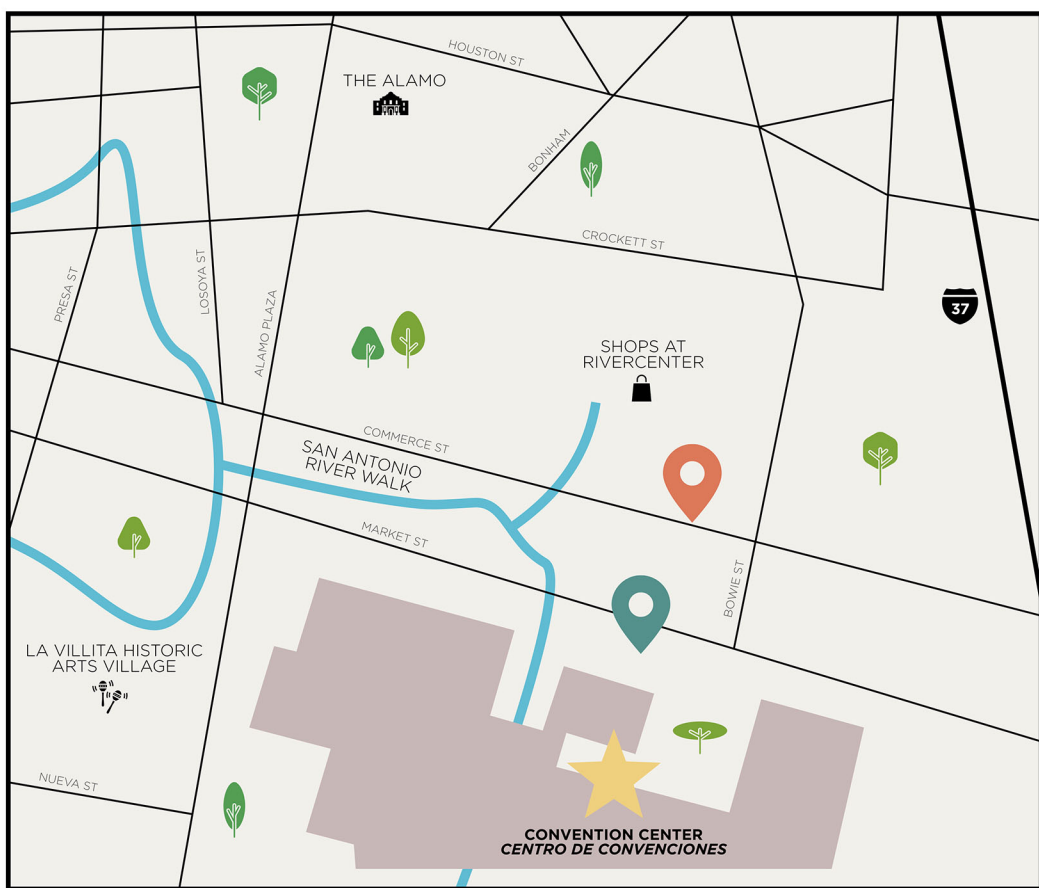 HOUSTON ST
THE ALAMO
BONHAM
CROCKETT ST
PRESA ST
LOSOYA ST
ALAMO PLAZA
37
SHOPS AT
RIVERCENTER
COMMERCE ST
SAN ANTONIO
RIVER WALK
MARKET ST
BOWIE ST
LA VILLITA HISTORIC
ARTS VILLAGE
NUEVA ST
CONVENTION CENTER
CENTRO DE CONVENCIONES